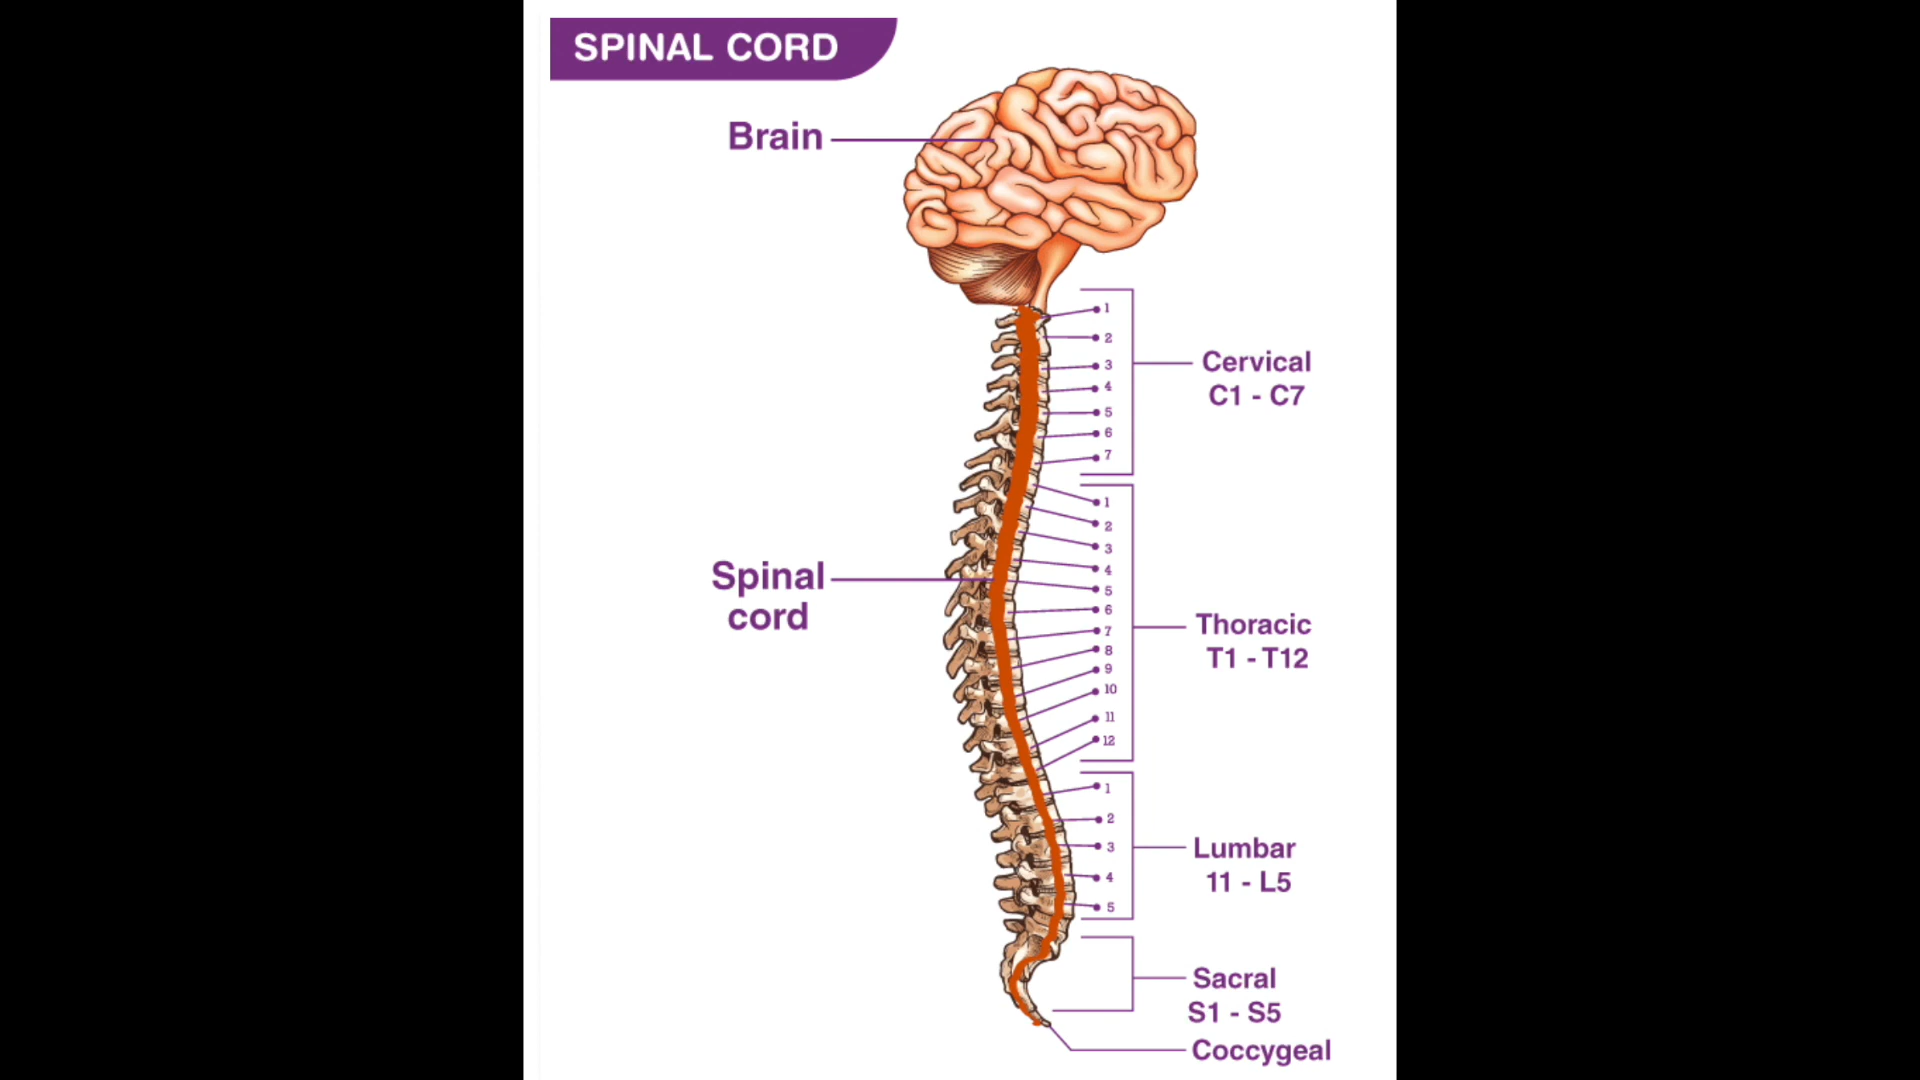 SPINAL CORD
Brain
1
2
3
4
5
6
7
Cervical
C1 - C7
1
2
3
4
5
6
7
8
9
10
11
12
Spinal
cord
Thoracic
T1 - T12
1
2
3
4
5
Lumbar
11 - L5
Sacral
S1 - S5
Coccygeal